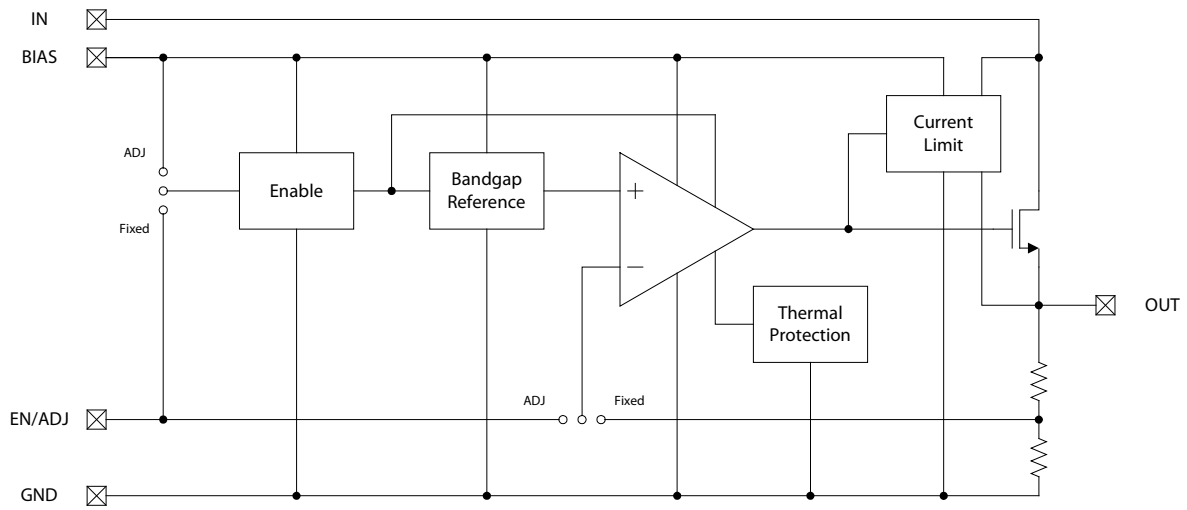 IN
BIAS
ADJ
Fixed
Enable
Bandgap
Reference
+
−
Current
Limit
Thermal
Protection
OUT
EN/ADJ
ADJ
Fixed
GND